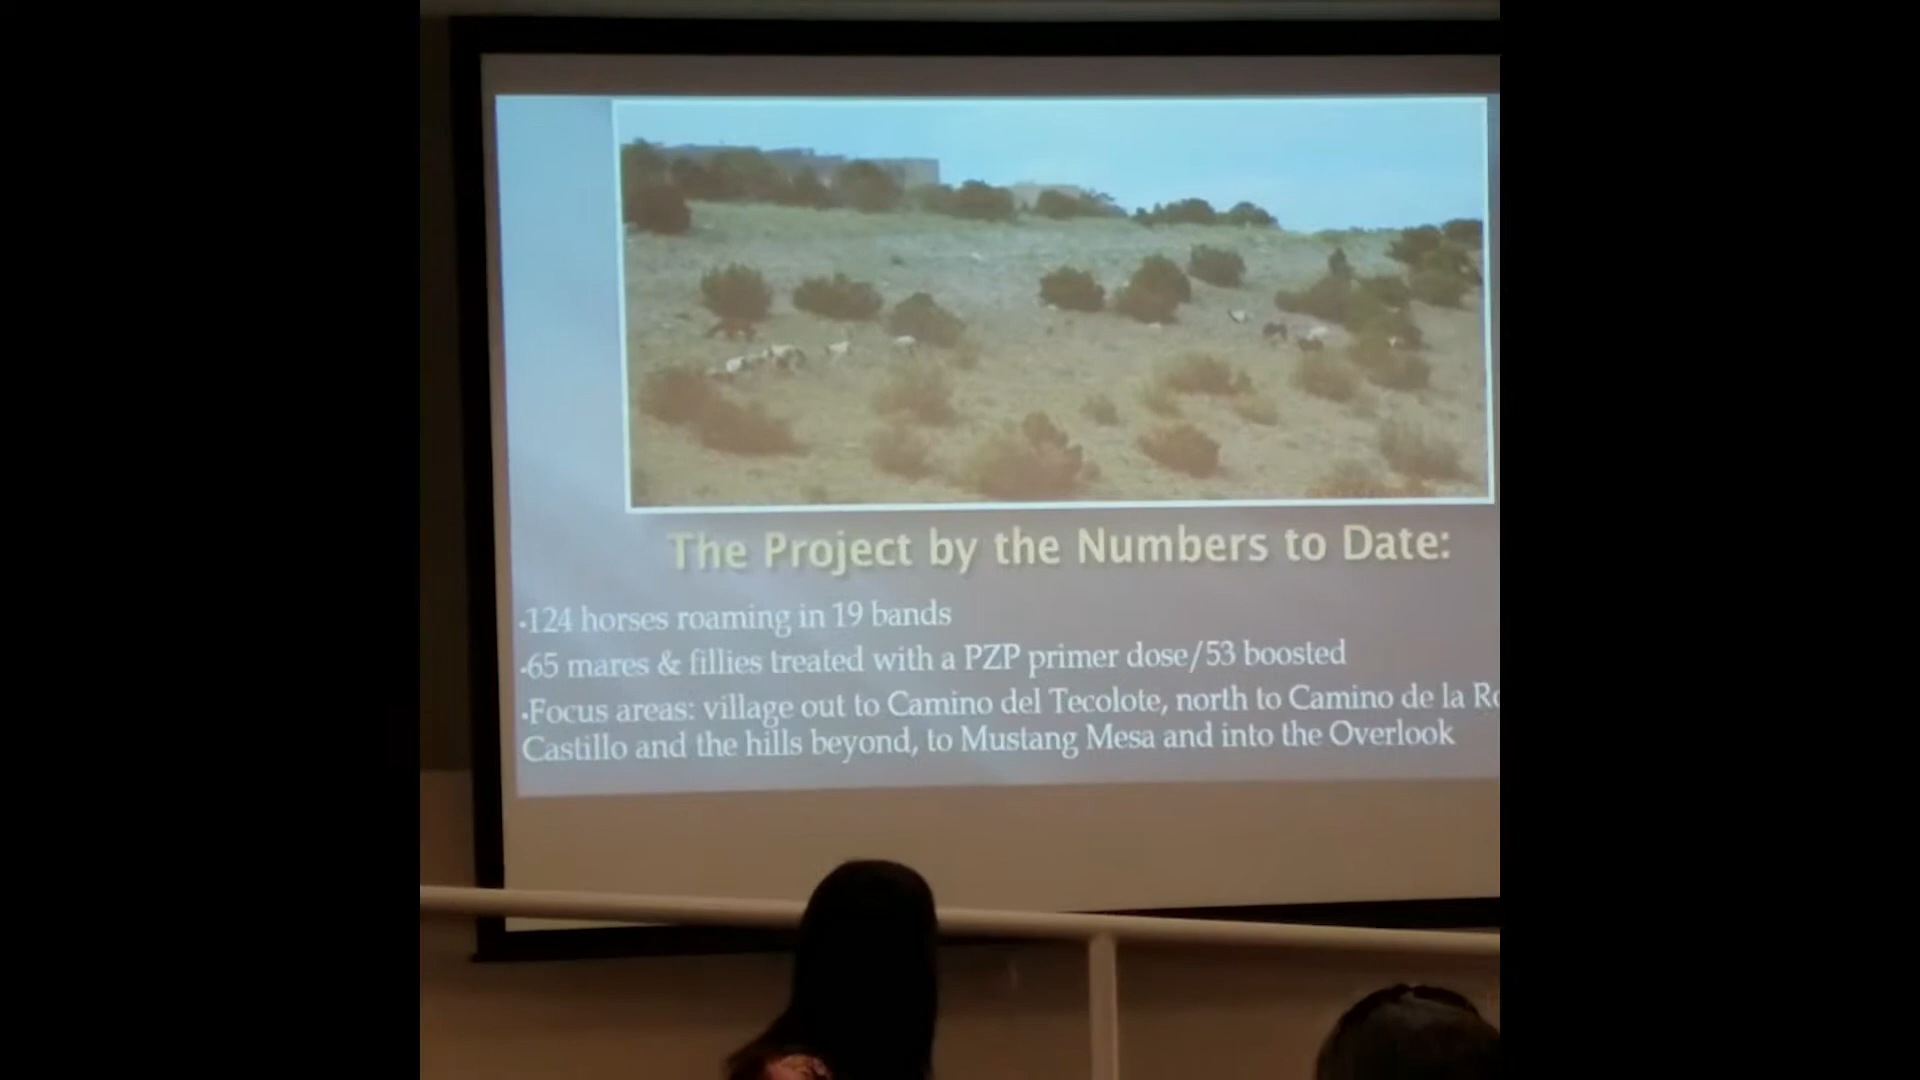 The Project by the Numbers to Date:
·124 horses roaming in 19 bands
·65 mares & fillies treated with a PZP primer dose/53 boosted
·Focus areas: village out to Camino del Tecolote, north to Camino de la
Castillo and the hills beyond, to Mustang Mesa and into the Overlook